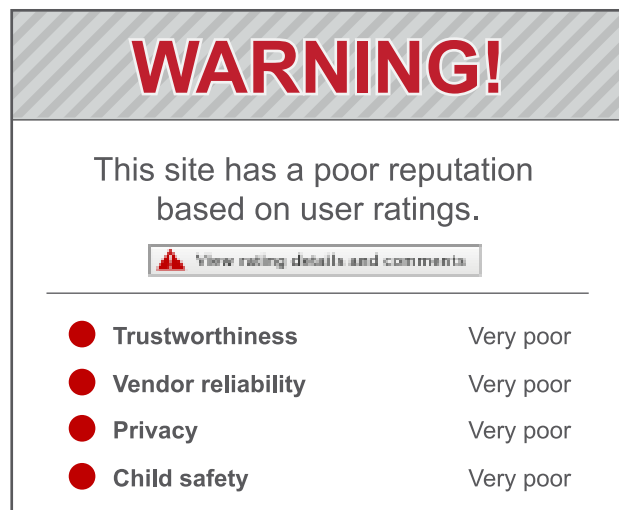 WARNING!
This site has a poor reputation
based on user ratings.
View rating details and comments
Trustworthiness Very poor
Vendor reliability Very poor
Privacy Very poor
Child safety Very poor